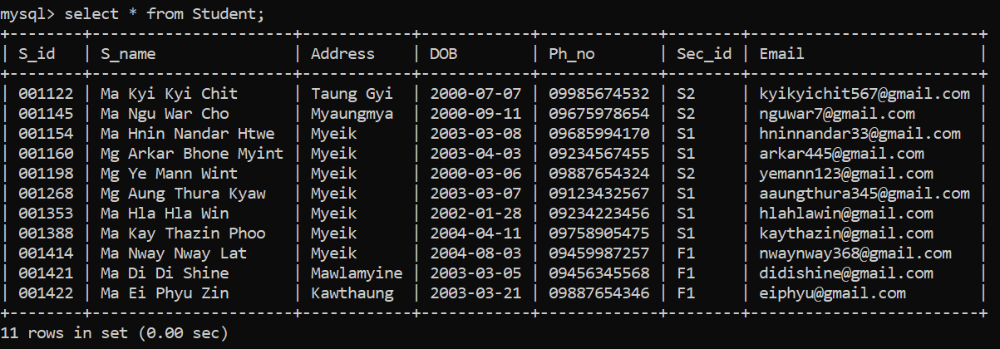 mysql> select * from Student;
+--------+-----------------------+------------+------------+-------------+--------+--------------------------+
| S_id   | S_name                | Address    | DOB        | Ph_no       | Sec_id | Email                    |
+--------+-----------------------+------------+------------+-------------+--------+--------------------------+
| 001122 | Ma Kyi Kyi Chit       | Taung Gyi  | 2000-07-07 | 09985674532 | S2     | kyikyichit567@gmail.com |
| 001145 | Ma Ngu War Cho        | Myaungmya  | 2000-09-11 | 09675978654 | S2     | nguwar7@gmail.com        |
| 001154 | Ma Hnin Nandar Htwe   | Myeik      | 2003-03-08 | 09685994170 | S1     | hninnandar33@gmail.com   |
| 001160 | Mg Arkar Bhone Myint | Myeik      | 2003-04-03 | 09234567455 | S1     | arkar445@gmail.com       |
| 001198 | Mg Ye Mann Wint       | Myeik      | 2000-03-06 | 09887654324 | S2     | yemann123@gmail.com      |
| 001268 | Mg Aung Thura Kyaw    | Myeik      | 2003-03-07 | 09123432567 | S1     | aaungthura345@gmail.com |
| 001353 | Ma Hla Hla Win        | Myeik      | 2002-01-28 | 09234223456 | S1     | hlahlawin@gmail.com      |
| 001388 | Ma Kay Thazin Phoo    | Myeik      | 2004-04-11 | 09758905475 | S1     | kaythazin@gmail.com      |
| 001414 | Ma Nway Nway Lat      | Myeik      | 2004-08-03 | 09459987257 | F1     | nwaynway368@gmail.com    |
| 001421 | Ma Di Di Shine        | Mawlamyine | 2003-03-05 | 09456345568 | F1     | didishine@gmail.com      |
| 001422 | Ma Ei Phyu Zin        | Kawthaung  | 2003-03-21 | 09887654346 | F1     | eiphyu@gmail.com         |
+--------+-----------------------+------------+------------+-------------+--------+--------------------------+
11 rows in set (0.00 sec)